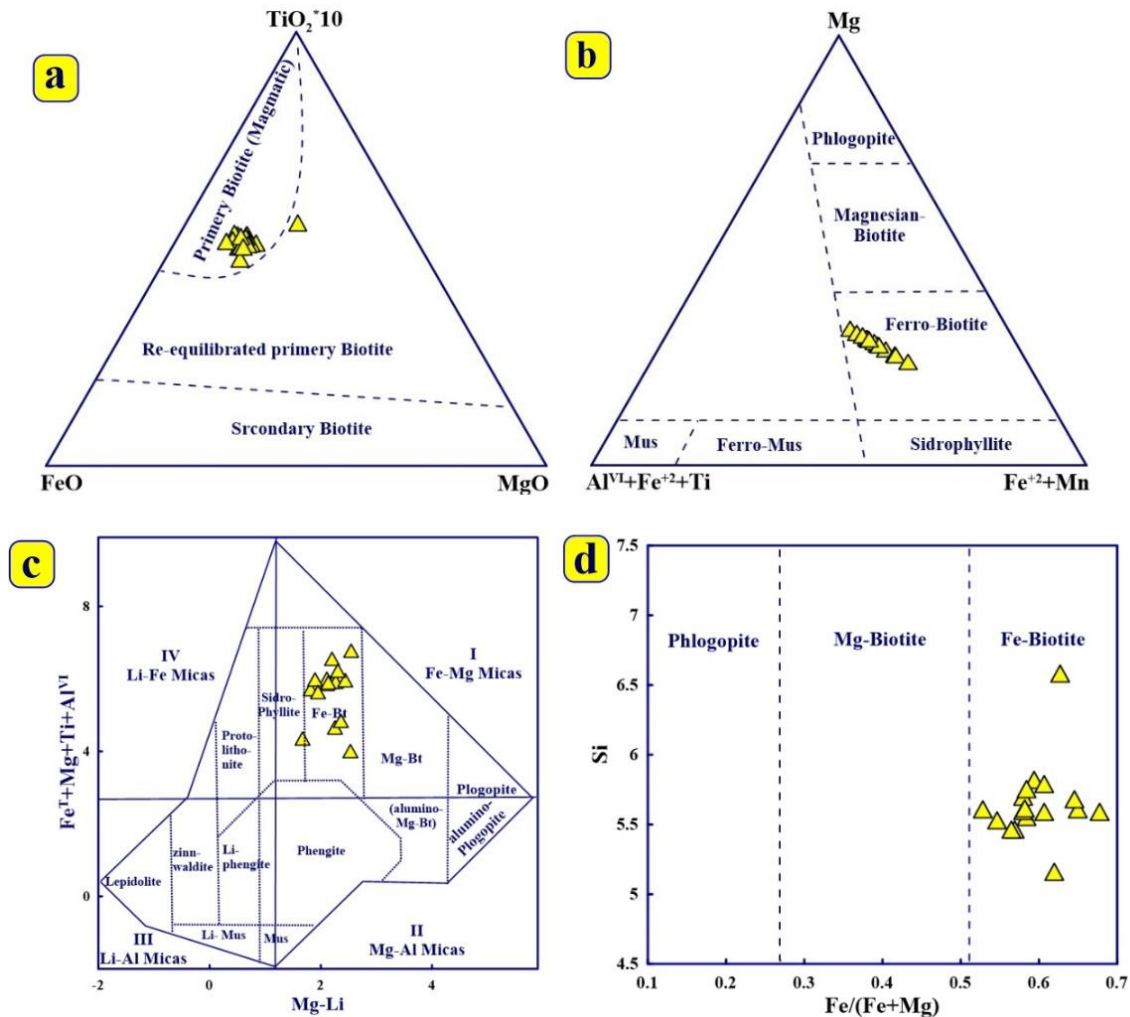 a
TiO₂*10
Primery Biotite (Magmatic)
Re-equilibrated primery Biotite
Srcondary Biotite
FeO
MgO
b
Mg
Phlogopite
Magnesian-
Biotite
Ferro-Biotite
Mus
Ferro-Mus
Sidrophyllite
Al^VI+Fe⁺²+Ti
Fe⁺²+Mn
c
Feᵀ+Mg+Ti+Al^VI
8
4
0
-2
0
2
4
Mg-Li
IV
Li-Fe Micas
I
Fe-Mg Micas
Sidro-
Phyllite
Fe-Bt
Proto-
litho-
nite
Mg-Bt
Plogopite
(alumino-
Mg-Bt)
alumino-
Plogopite
zinn-
waldite
Li-
phengite
Phengite
Lepidolite
III
Li-Al Micas
Li- Mus
Mus
II
Mg-Al Micas
d
Si
7.5
7
6.5
6
5.5
5
4.5
Phlogopite
Mg-Biotite
Fe-Biotite
0.1
0.2
0.3
0.4
0.5
0.6
0.7
Fe/(Fe+Mg)